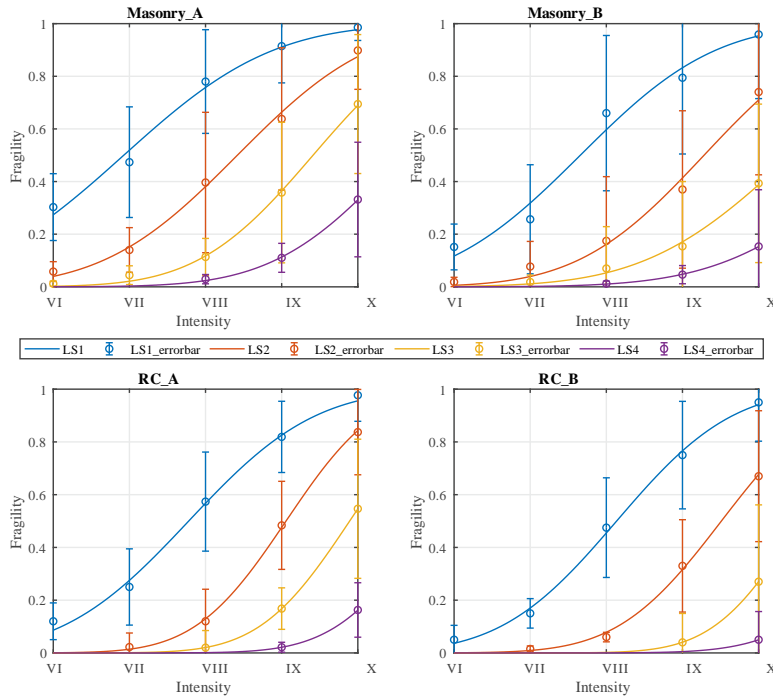 Masonry_A
Masonry_B
1
0.8
0.6
0.4
0.2
0
Fragility
VI
VII
VIII
IX
X
Intensity
1
0.8
0.6
0.4
0.2
0
Fragility
VI
VII
VIII
IX
X
Intensity
LS1 LS1_errorbar LS2 LS2_errorbar LS3 LS3_errorbar LS4 LS4_errorbar
RC_A
RC_B
1
0.8
0.6
0.4
0.2
0
Fragility
VI
VII
VIII
IX
X
Intensity
1
0.8
0.6
0.4
0.2
0
Fragility
VI
VII
VIII
IX
X
Intensity